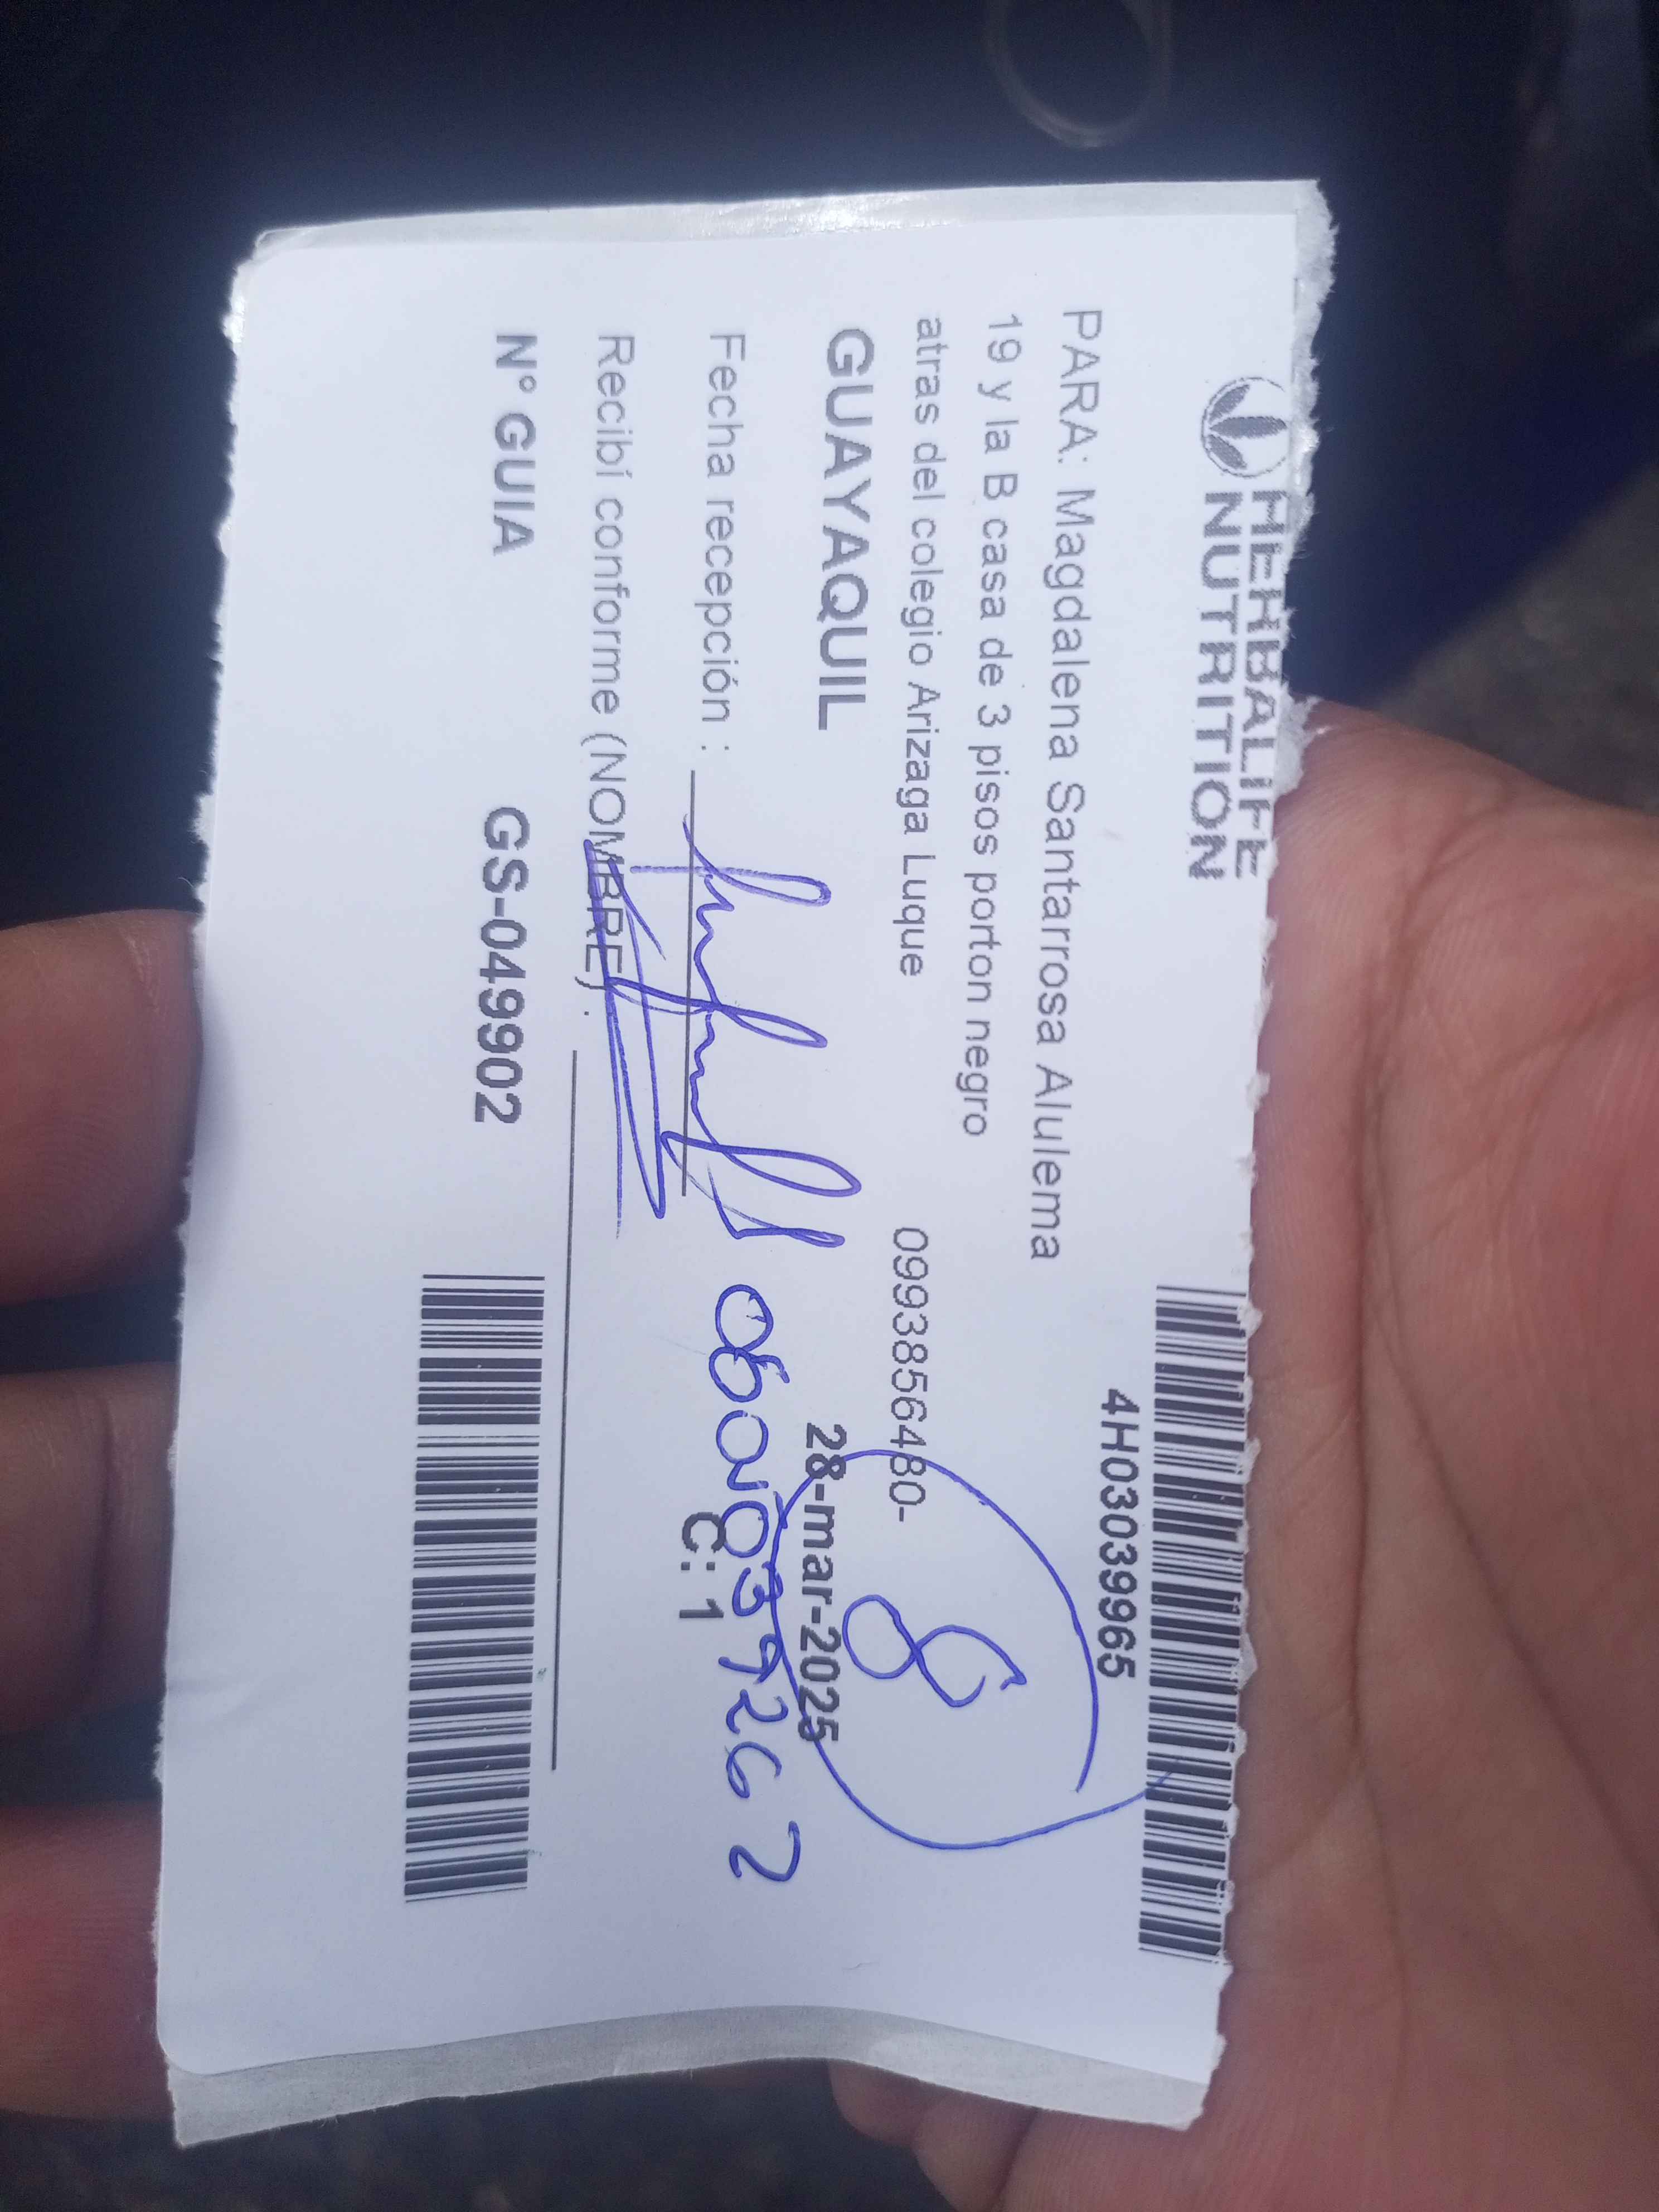 HERBALIFE
NUTRITION
4H03039965
PARA: Magdalena Santarrosa Alulema
19 y la B casa de 3 pisos porton negro
atras del colegio Arizaga Luque
0993856480-
8
GUAYAQUIL
28-mar-2025
Fecha recepción :
C: 1
Recibí conforme (NOMBRE) :
N° GUIA GS-049902